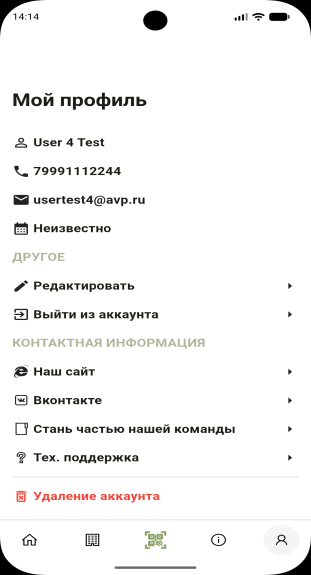 14:14
Мой профиль
User 4 Test
79991112244
usertest4@avp.ru
Неизвестно
ДРУГОЕ
Редактировать
Выйти из аккаунта
КОНТАКТНАЯ ИНФОРМАЦИЯ
Наш сайт
Вконтакте
Стань частью нашей команды
Тех. поддержка
Удаление аккаунта